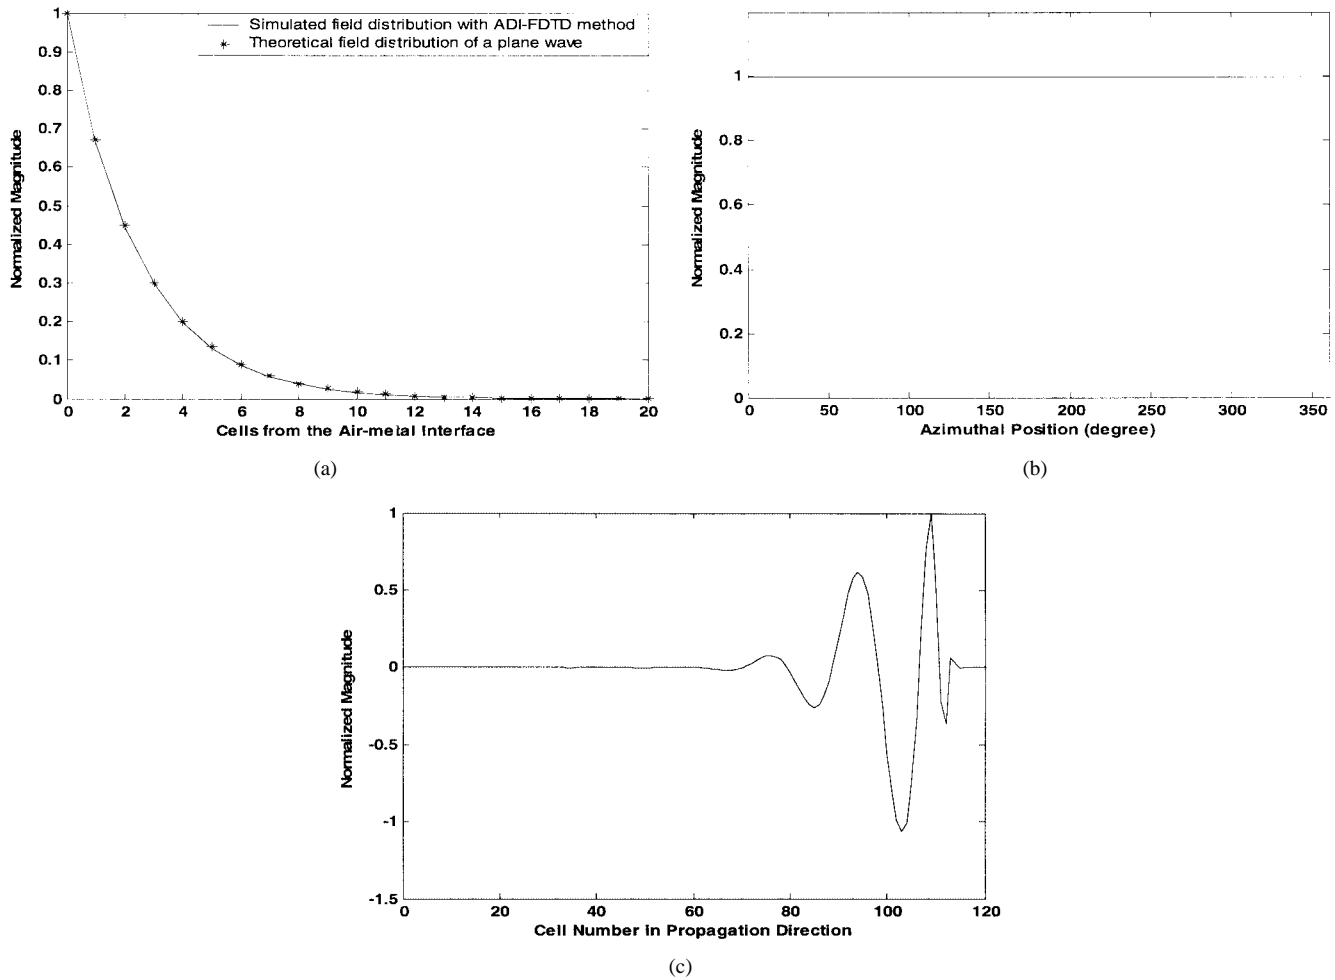 1
0.9
0.8
0.7
0.6
0.5
0.4
0.3
0.2
0.1
0
0 2 4 6 8 10 12 14 16 18 20
Normalized Magnitude
Cells from the Air-metal Interface
Simulated field distribution with ADI-FDTD method
Theoretical field distribution of a plane wave
(a)
1
0.8
0.6
0.4
0.2
0
0 50 100 150 200 250 300 350
Normalized Magnitude
Azimuthal Position (degree)
(b)
1
0.5
0
-0.5
-1
-1.5
0 20 40 60 80 100 120
Normalized Magnitude
Cell Number in Propagation Direction
(c)